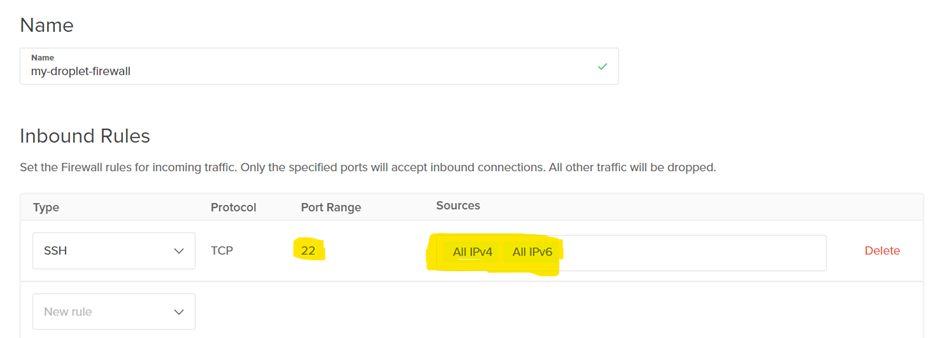 Name
Name
my-droplet-firewall
Inbound Rules
Set the Firewall rules for incoming traffic. Only the specified ports will accept inbound connections. All other traffic will be dropped.
Type Protocol Port Range Sources
SSH TCP 22 All IPv4 All IPv6 Delete
New rule